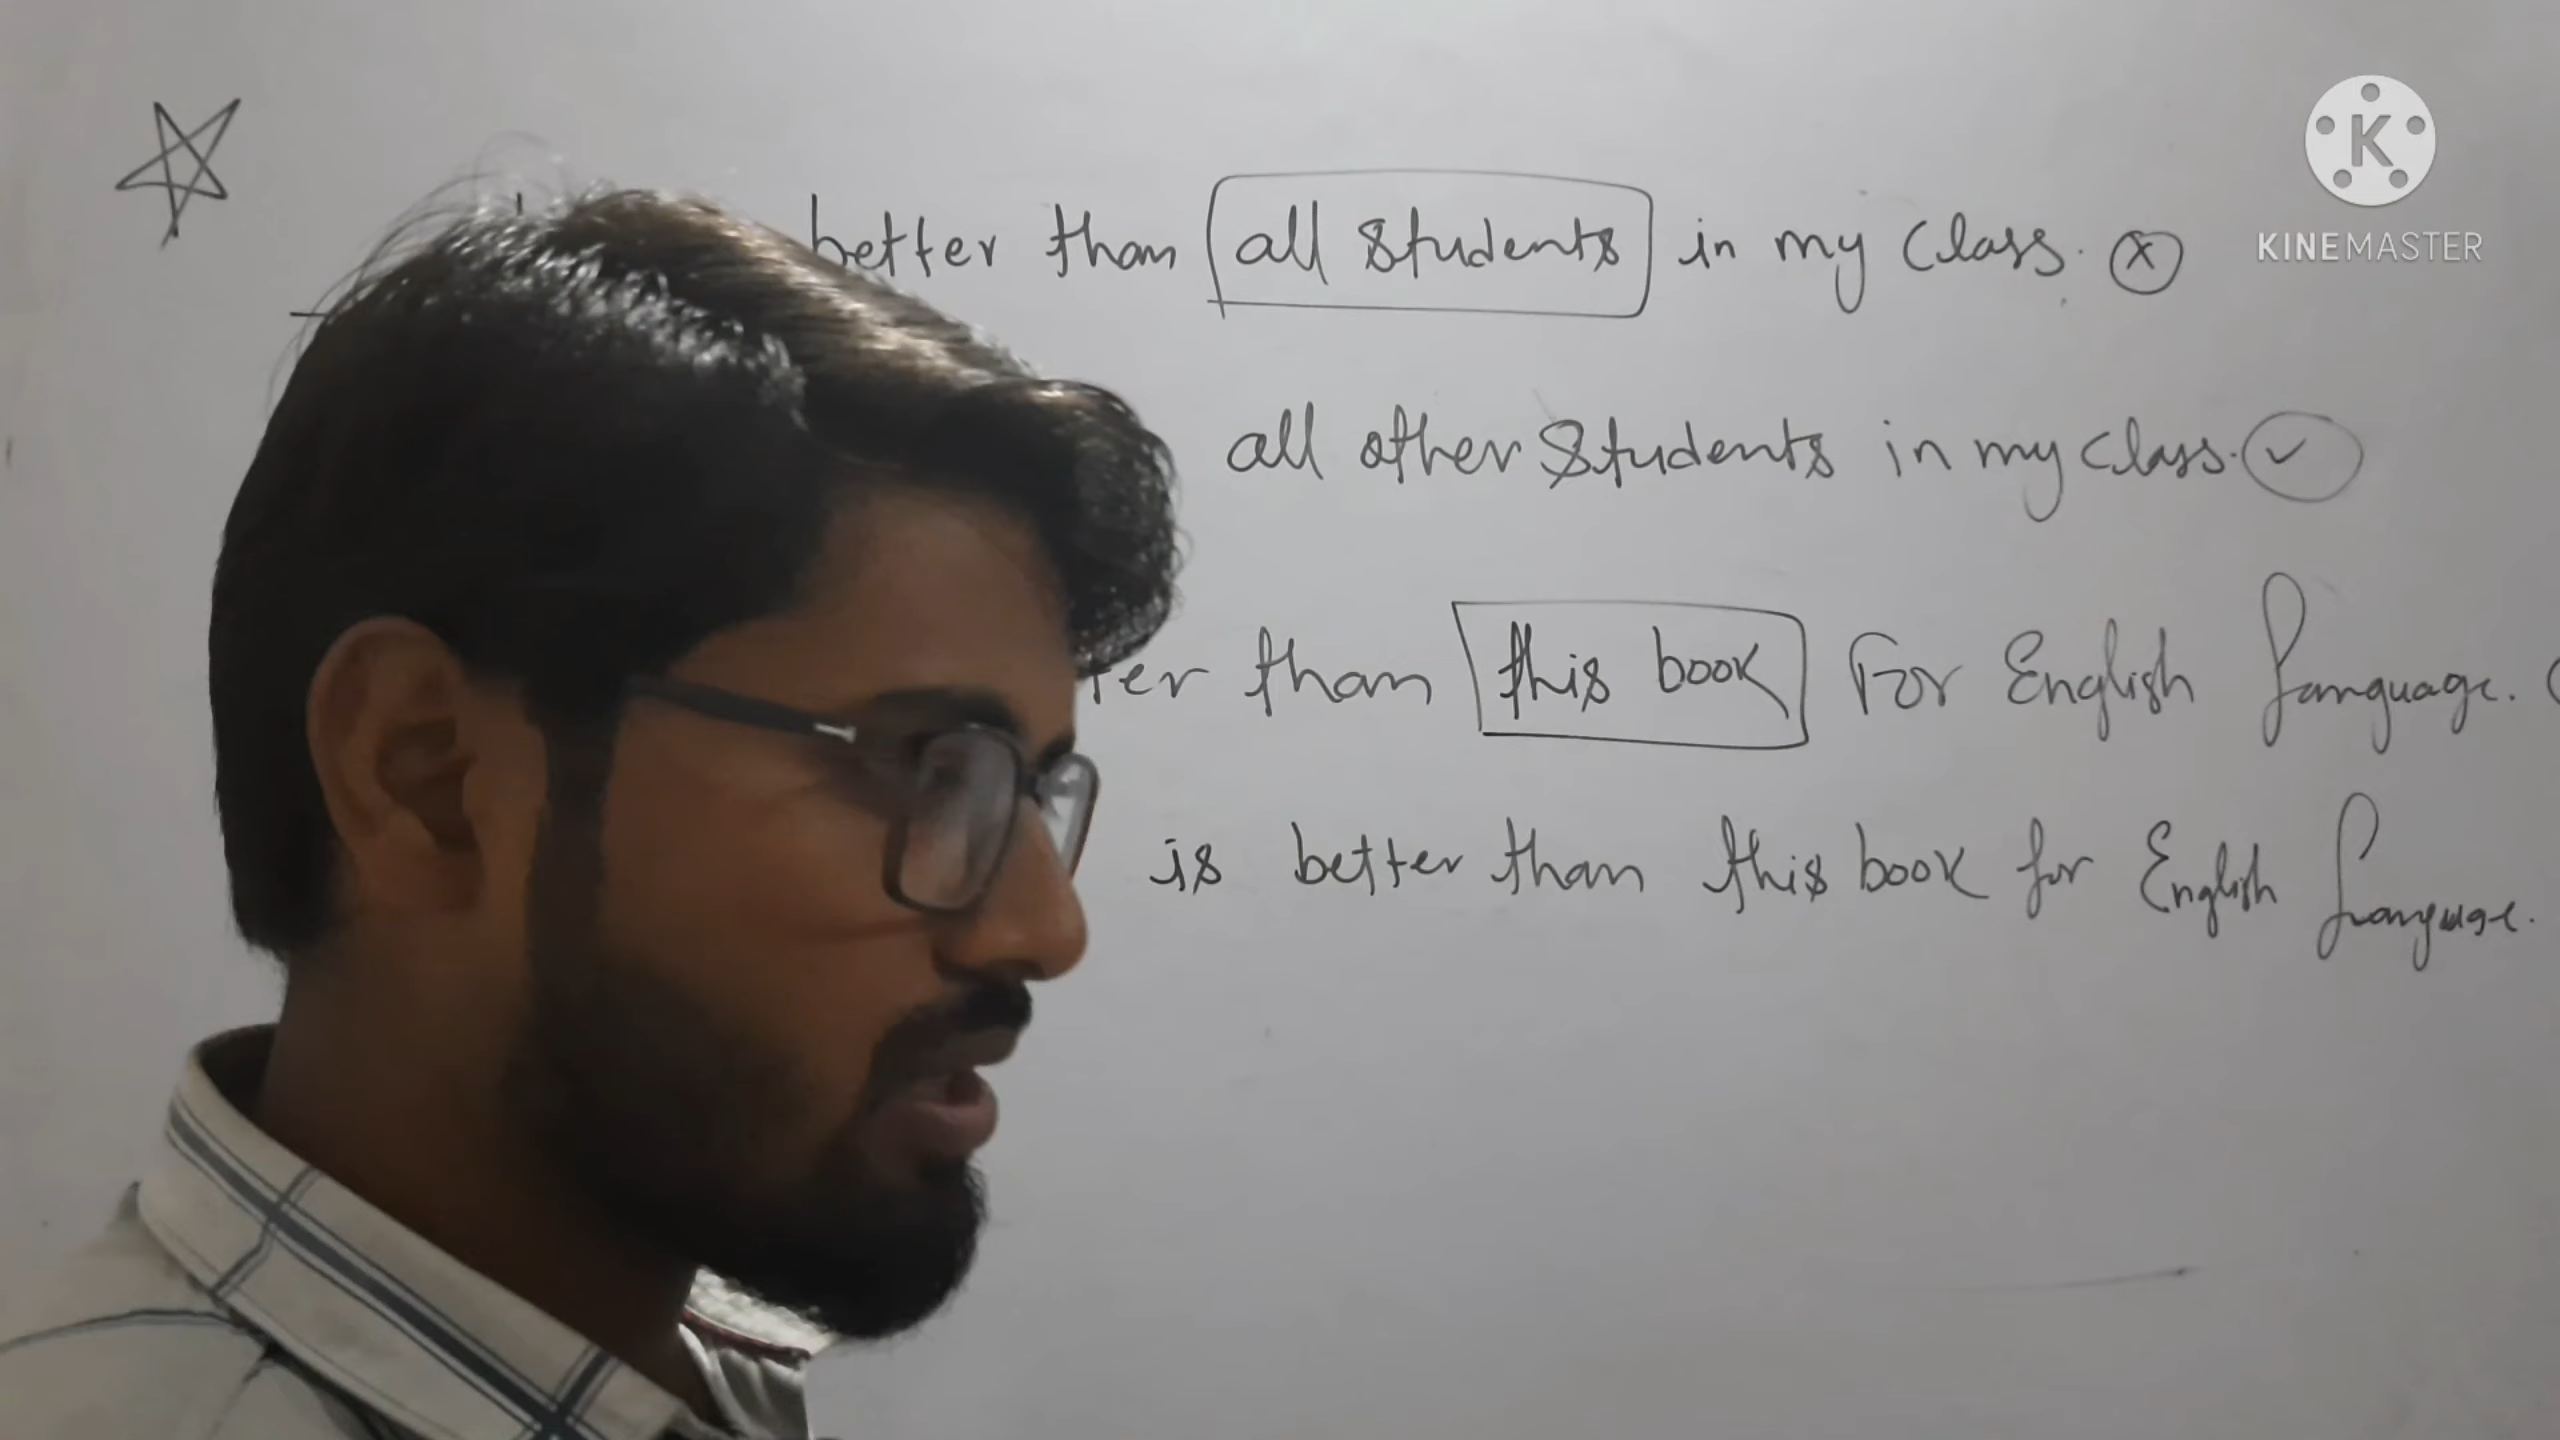 better than all students in my class.
KINEMASTER
all other students in my class.
than this book For English Language.
is better than this book for English Language.